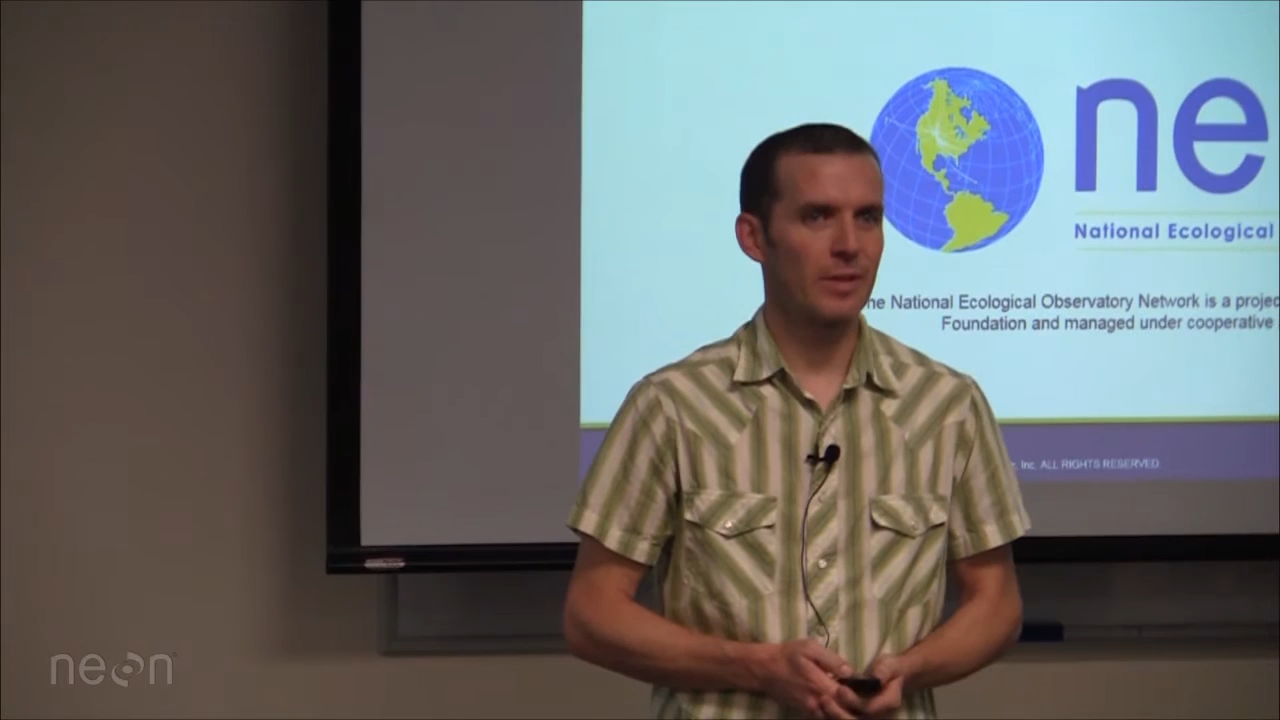 ne
National Ecological
he National Ecological Observatory Network is a projec
Foundation and managed under cooperative
Inc. ALL RIGHTS RESERVED
neon